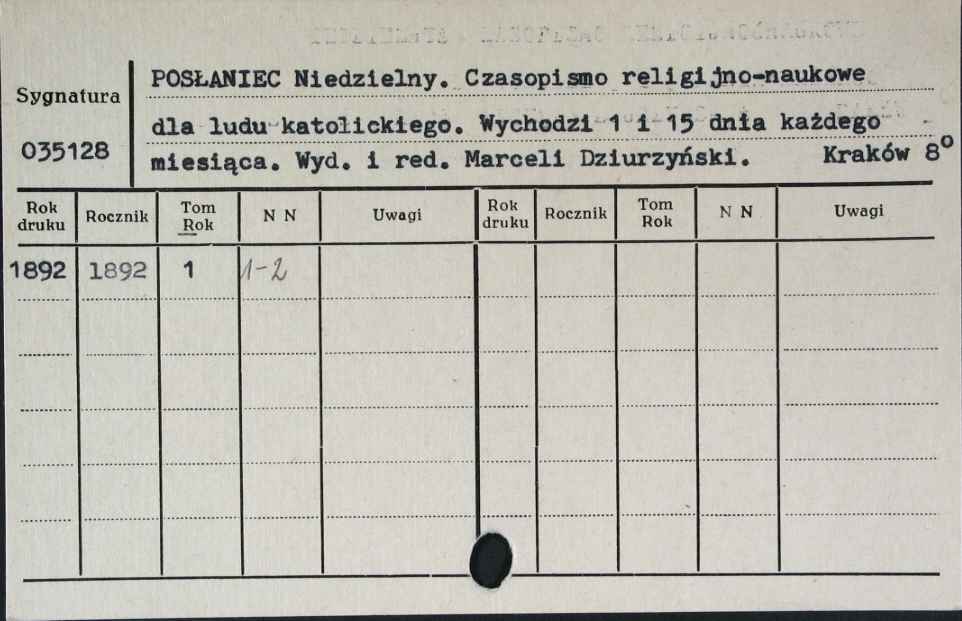 POSŁANIEC Niedzielny. Czasopismo religijno-naukowe
Sygnatura
dla ludu katolickiego. Wychodzi 1 i 15 dnia każdego
035128
miesiąca. Wyd. i red. Marceli Dziurzyński. Kraków 8º
Rok druku Rocznik Tom Rok N N Uwagi Rok druku Rocznik Tom Rok N N Uwagi
1892 1892 1 1-2